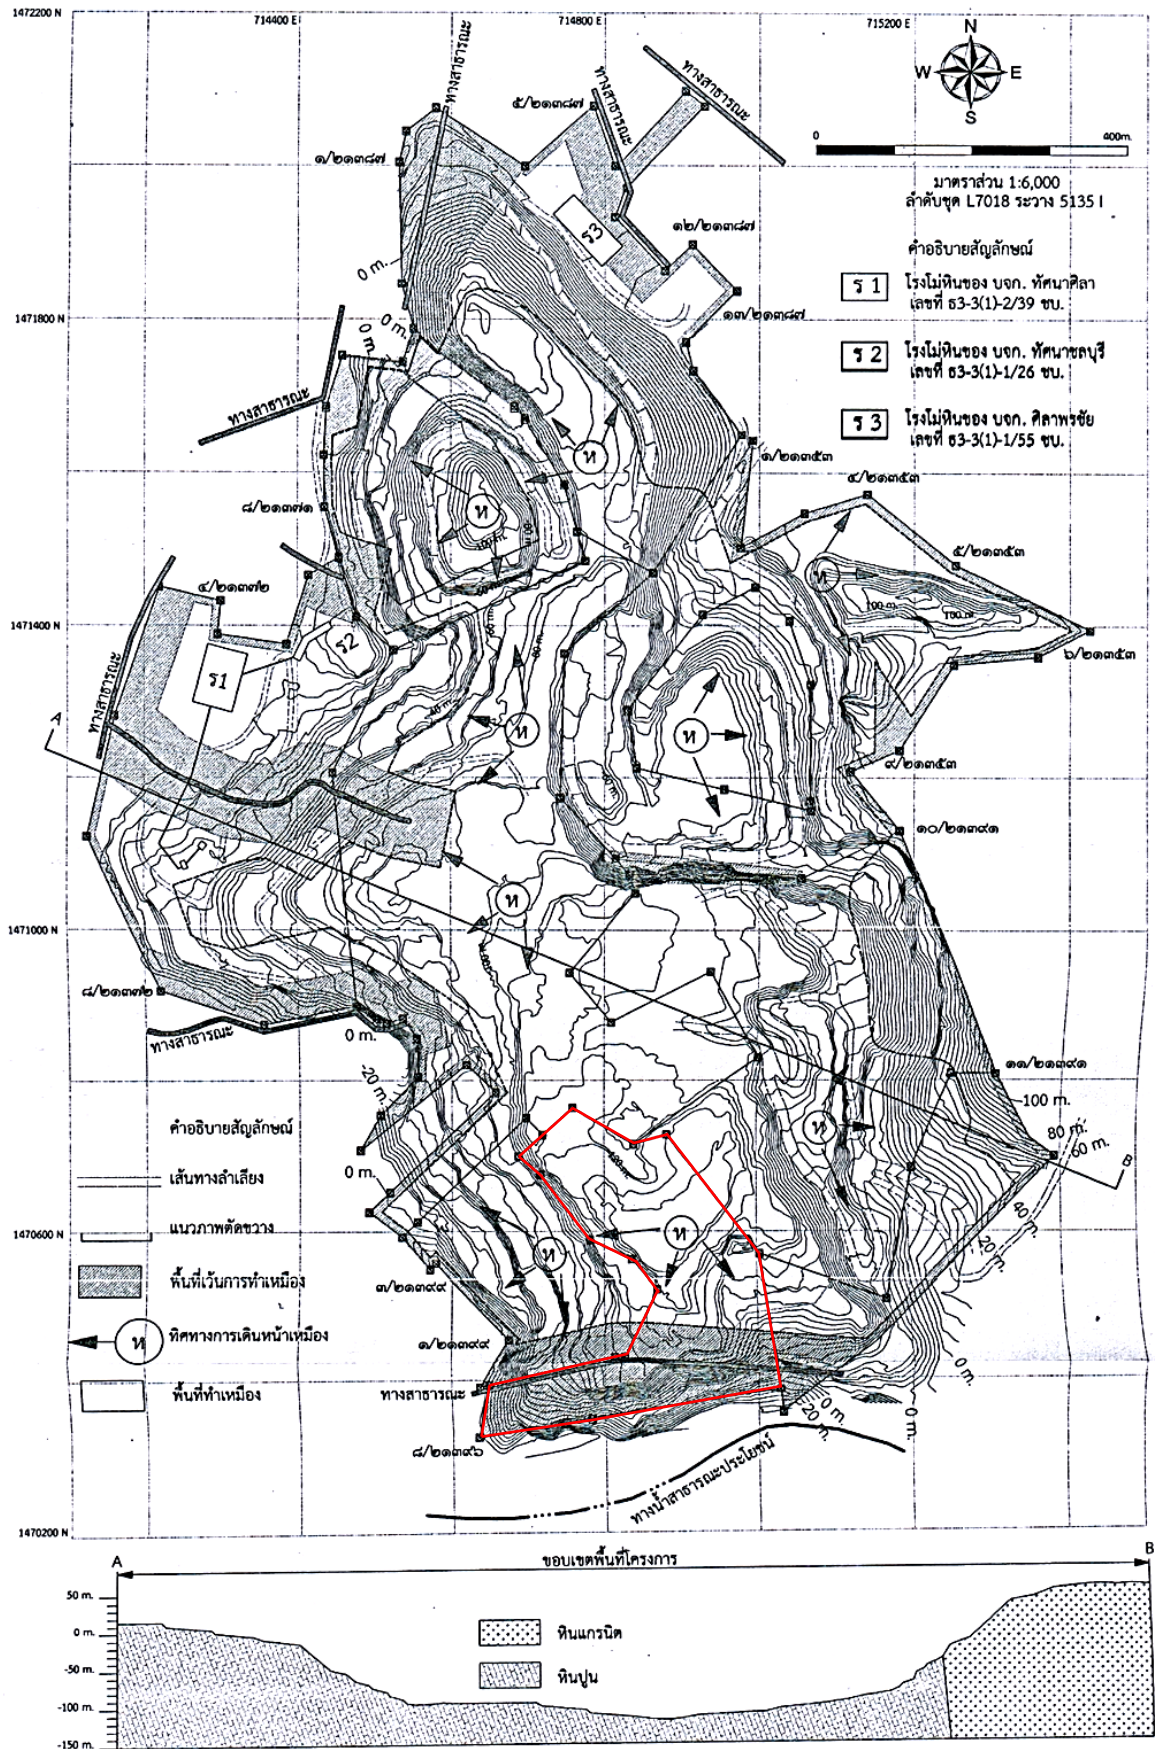 1472200 N
714400 E
714800 E
715200 E
N
W
E
S
0
400m.
มาตราส่วน 1:6,000
ลำดับชุด L7018 ระวาง 5135 I
คำอธิบายสัญลักษณ์
ร 1
โรงโม่หินของ บจก. ทัศนาศิลา
เลขที่ ธ3-3(1)-2/39 ชบ.
ร 2
โรงโม่หินของ บจก. ทัศนาชลบุรี
เลขที่ ธ3-3(1)-1/26 ชบ.
ร 3
โรงโม่หินของ บจก. ศิลาพรชัย
เลขที่ ธ3-3(1)-1/55 ชบ.
ทางสาธารณะ
ทางสาธารณะ
ทางสาธารณะ
๕/๒๑๓๘๗
๑/๒๑๓๘๗
ร3
๑๒/๒๑๓๘๗
0 m.
๑๓/๒๑๓๘๗
1471800 N
0 m.
0 m.
ทางสาธารณะ
ห
๑/๒๑๓๕๓
๔/๒๑๓๕๓
๘/๒๑๓๗๑
ห
ห
๕/๒๑๓๕๓
100 m.
๔/๒๑๓๗๒
1471400 N
ร2
60 m.
๖/๒๑๓๕๓
ร1
ทางสาธารณะ
40 m.
A
ห
ห
๙/๒๑๓๕๓
๑๐/๒๑๓๙๑
ห
1471000 N
๘/๒๑๓๗๒
ทางสาธารณะ
0 m.
-20 m.
๑๑/๒๑๓๙๑
100 m.
80 m.
60 m.
B
ห
คำอธิบายสัญลักษณ์
0 m.
เส้นทางลำเลียง
40 m.
20 m.
แนวภาพตัดขวาง
1470600 N
ห
ห
พื้นที่เว้นการทำเหมือง
๓/๒๑๓๙๙
ห
ทิศทางการเดินหน้าเหมือง
๑/๒๑๓๙๙
0 m.
พื้นที่ทำเหมือง
ทางสาธารณะ
0 m.
-20 m.
0 m.
๘/๒๑๓๙๖
ทางน้ำสาธารณะประโยชน์
1470200 N
A
ขอบเขตพื้นที่โครงการ
B
50 m.
0 m.
-50 m.
-100 m.
-150 m.
หินแกรนิต
หินปูน